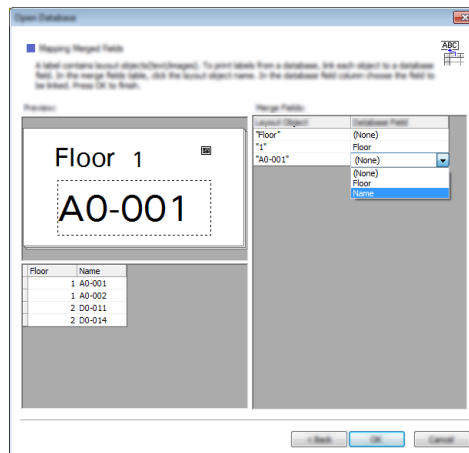 Open Database
ABC
Mapping Merged Fields
A label contains layout objects(text/images). To print labels from a database, link each object to a database
field. In the merge fields table, click the layout object name. In the database field column choose the field to
be linked. Press OK to finish.
Preview:
Merge Fields:
Layout Object Database Field
"Floor" (None)
"1" Floor
"A0-001" (None)
(None)
Floor
Name
Floor 1
A0-001
Floor Name
1 A0-001
1 A0-002
2 D0-011
2 D0-014
< Back OK Cancel